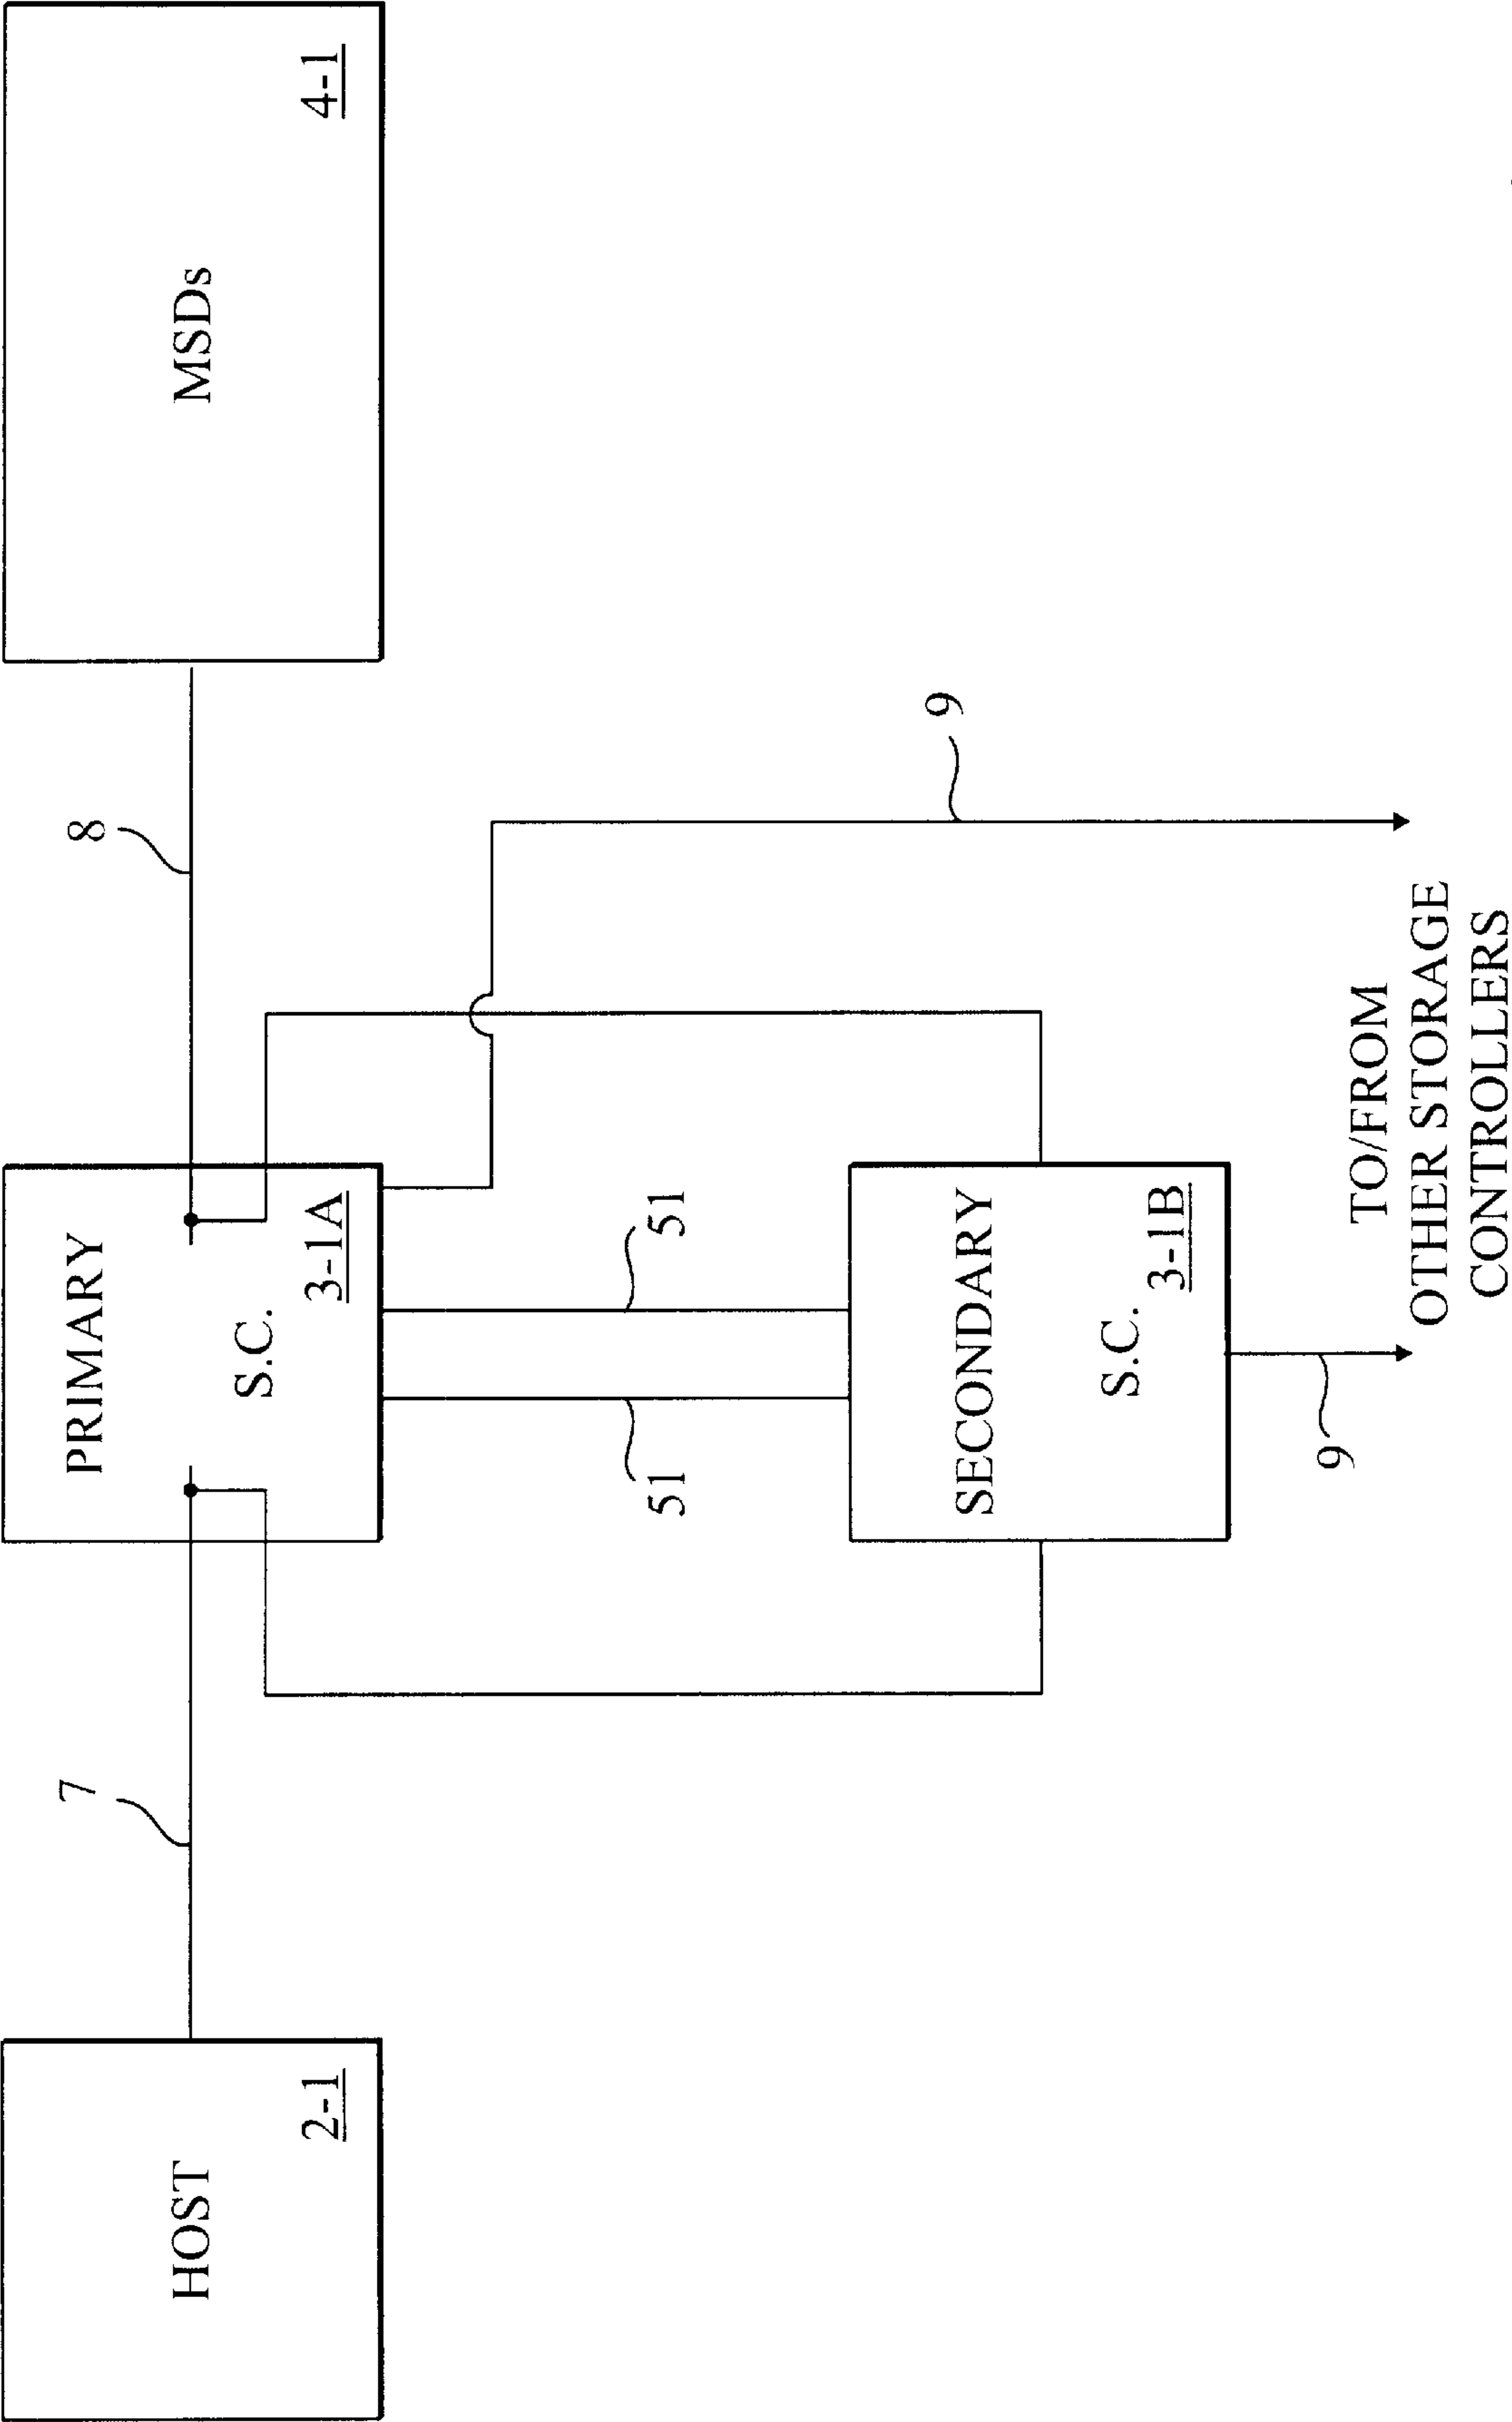 HOST
2-1
7
PRIMARY
S.C.
3-1A
8
MSDs
4-1
51
51
9
SECONDARY
S.C.
3-1B
9
TO/FROM
OTHER STORAGE
CONTROLLERS